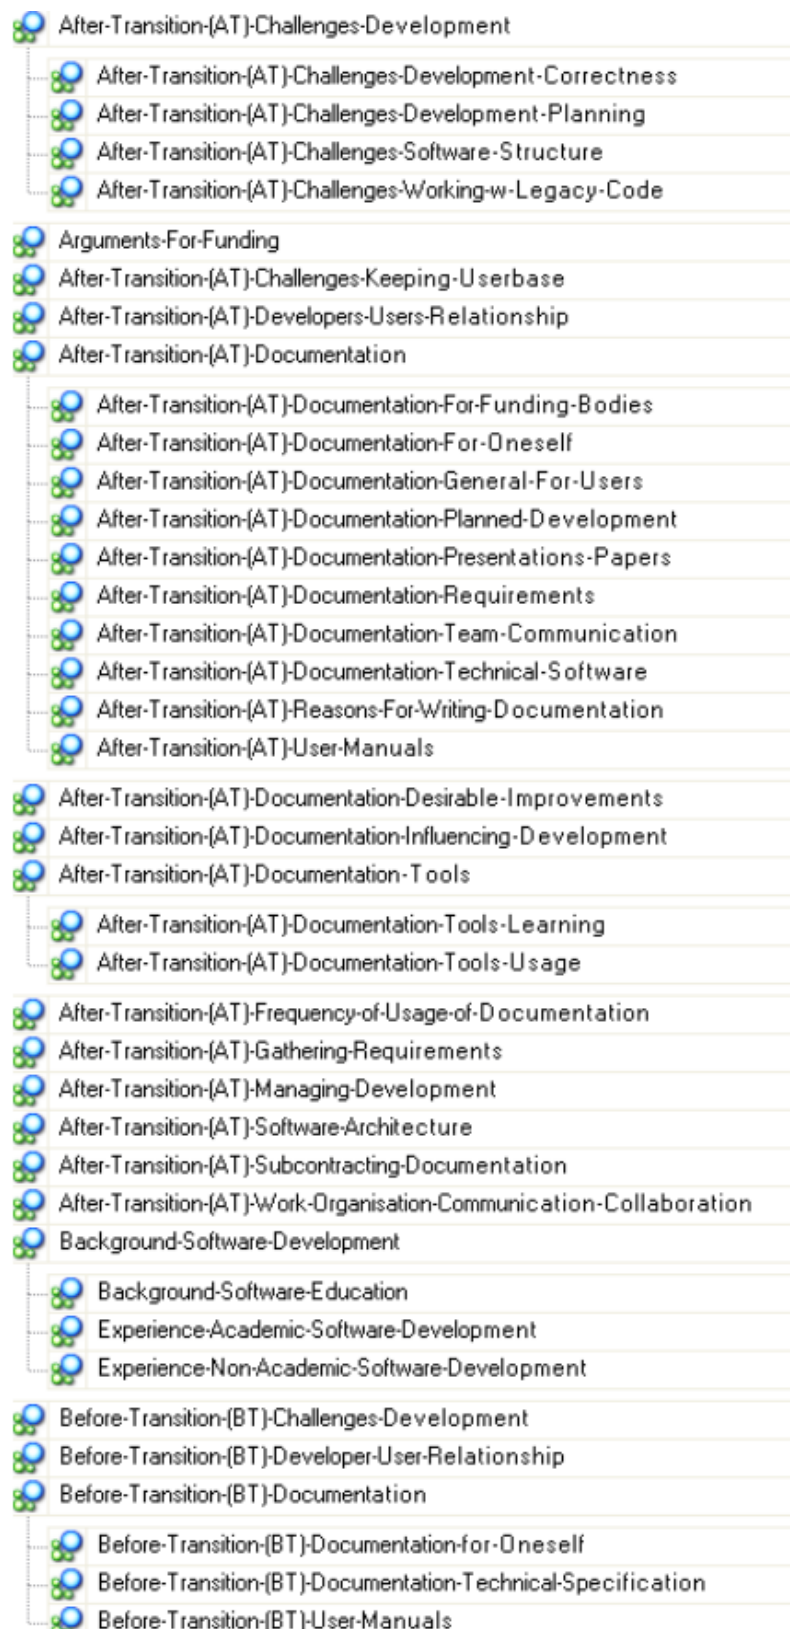 After-Transition-(AT)-Challenges-Development
After-Transition-(AT)-Challenges-Development-Correctness
After-Transition-(AT)-Challenges-Development-Planning
After-Transition-(AT)-Challenges-Software-Structure
After-Transition-(AT)-Challenges-Working-w-Legacy-Code
Arguments-For-Funding
After-Transition-(AT)-Challenges-Keeping-Userbase
After-Transition-(AT)-Developers-Users-Relationship
After-Transition-(AT)-Documentation
After-Transition-(AT)-Documentation-For-Funding-Bodies
After-Transition-(AT)-Documentation-For-Oneself
After-Transition-(AT)-Documentation-General-For-Users
After-Transition-(AT)-Documentation-Planned-Development
After-Transition-(AT)-Documentation-Presentations-Papers
After-Transition-(AT)-Documentation-Requirements
After-Transition-(AT)-Documentation-Team-Communication
After-Transition-(AT)-Documentation-Technical-Software
After-Transition-(AT)-Reasons-For-Writing-Documentation
After-Transition-(AT)-User-Manuals
After-Transition-(AT)-Documentation-Desirable-Improvements
After-Transition-(AT)-Documentation-Influencing-Development
After-Transition-(AT)-Documentation-Tools
After-Transition-(AT)-Documentation-Tools-Learning
After-Transition-(AT)-Documentation-Tools-Usage
After-Transition-(AT)-Frequency-of-Usage-of-Documentation
After-Transition-(AT)-Gathering-Requirements
After-Transition-(AT)-Managing-Development
After-Transition-(AT)-Software-Architecture
After-Transition-(AT)-Subcontracting-Documentation
After-Transition-(AT)-Work-Organisation-Communication-Collaboration
Background-Software-Development
Background-Software-Education
Experience-Academic-Software-Development
Experience-Non-Academic-Software-Development
Before-Transition-(BT)-Challenges-Development
Before-Transition-(BT)-Developer-User-Relationship
Before-Transition-(BT)-Documentation
Before-Transition-(BT)-Documentation-for-Oneself
Before-Transition-(BT)-Documentation-Technical-Specification
Before-Transition-(BT)-User-Manuals